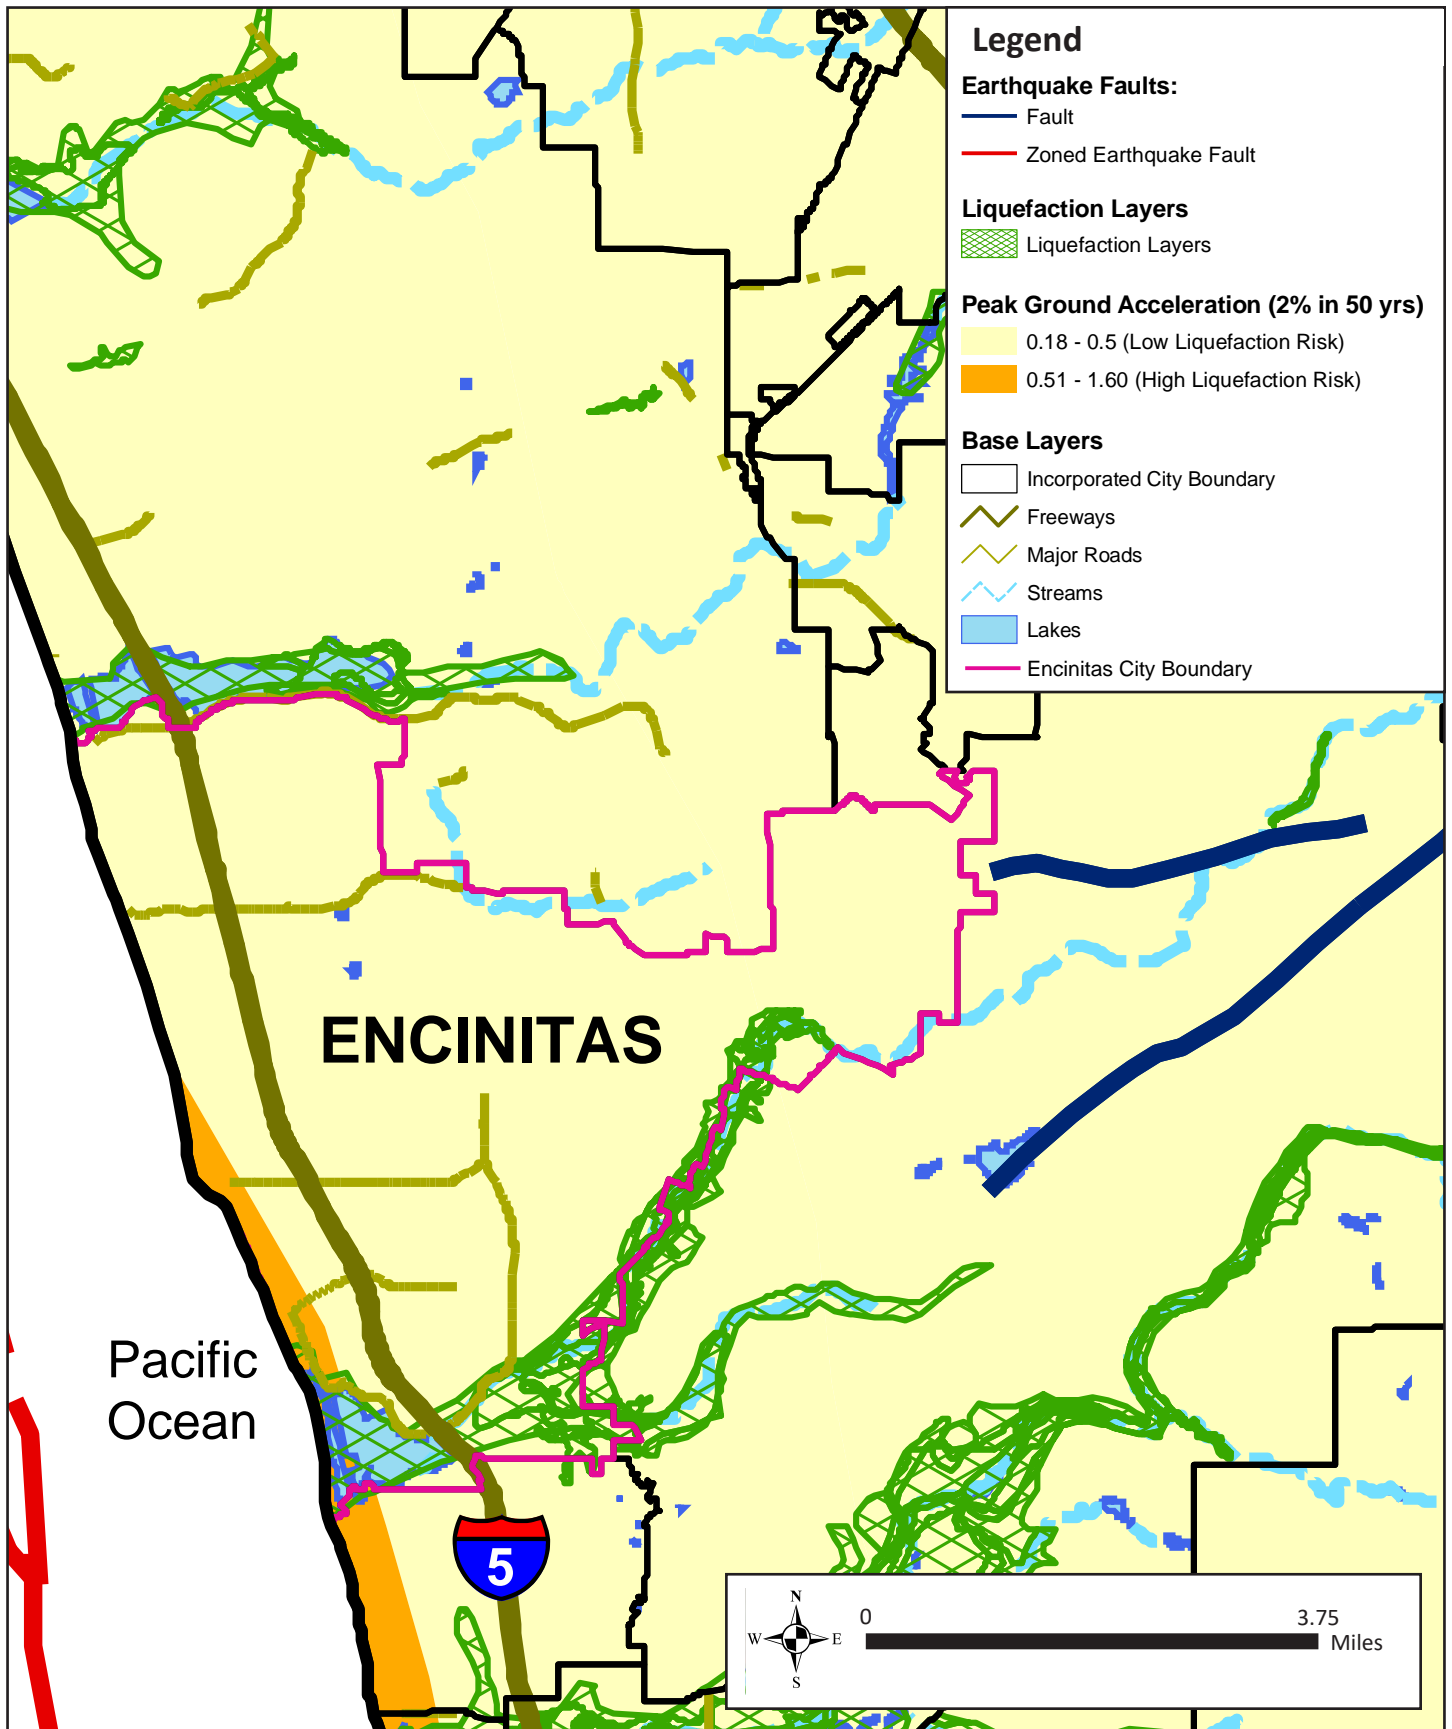 Legend
Earthquake Faults:
Fault
Zoned Earthquake Fault
Liquefaction Layers
Liquefaction Layers
Peak Ground Acceleration (2% in 50 yrs)
0.18 - 0.5 (Low Liquefaction Risk)
0.51 - 1.60 (High Liquefaction Risk)
Base Layers
Incorporated City Boundary
Freeways
Major Roads
Streams
Lakes
Encinitas City Boundary
ENCINITAS
Pacific
Ocean
5
N
W E
S
0 3.75
Miles